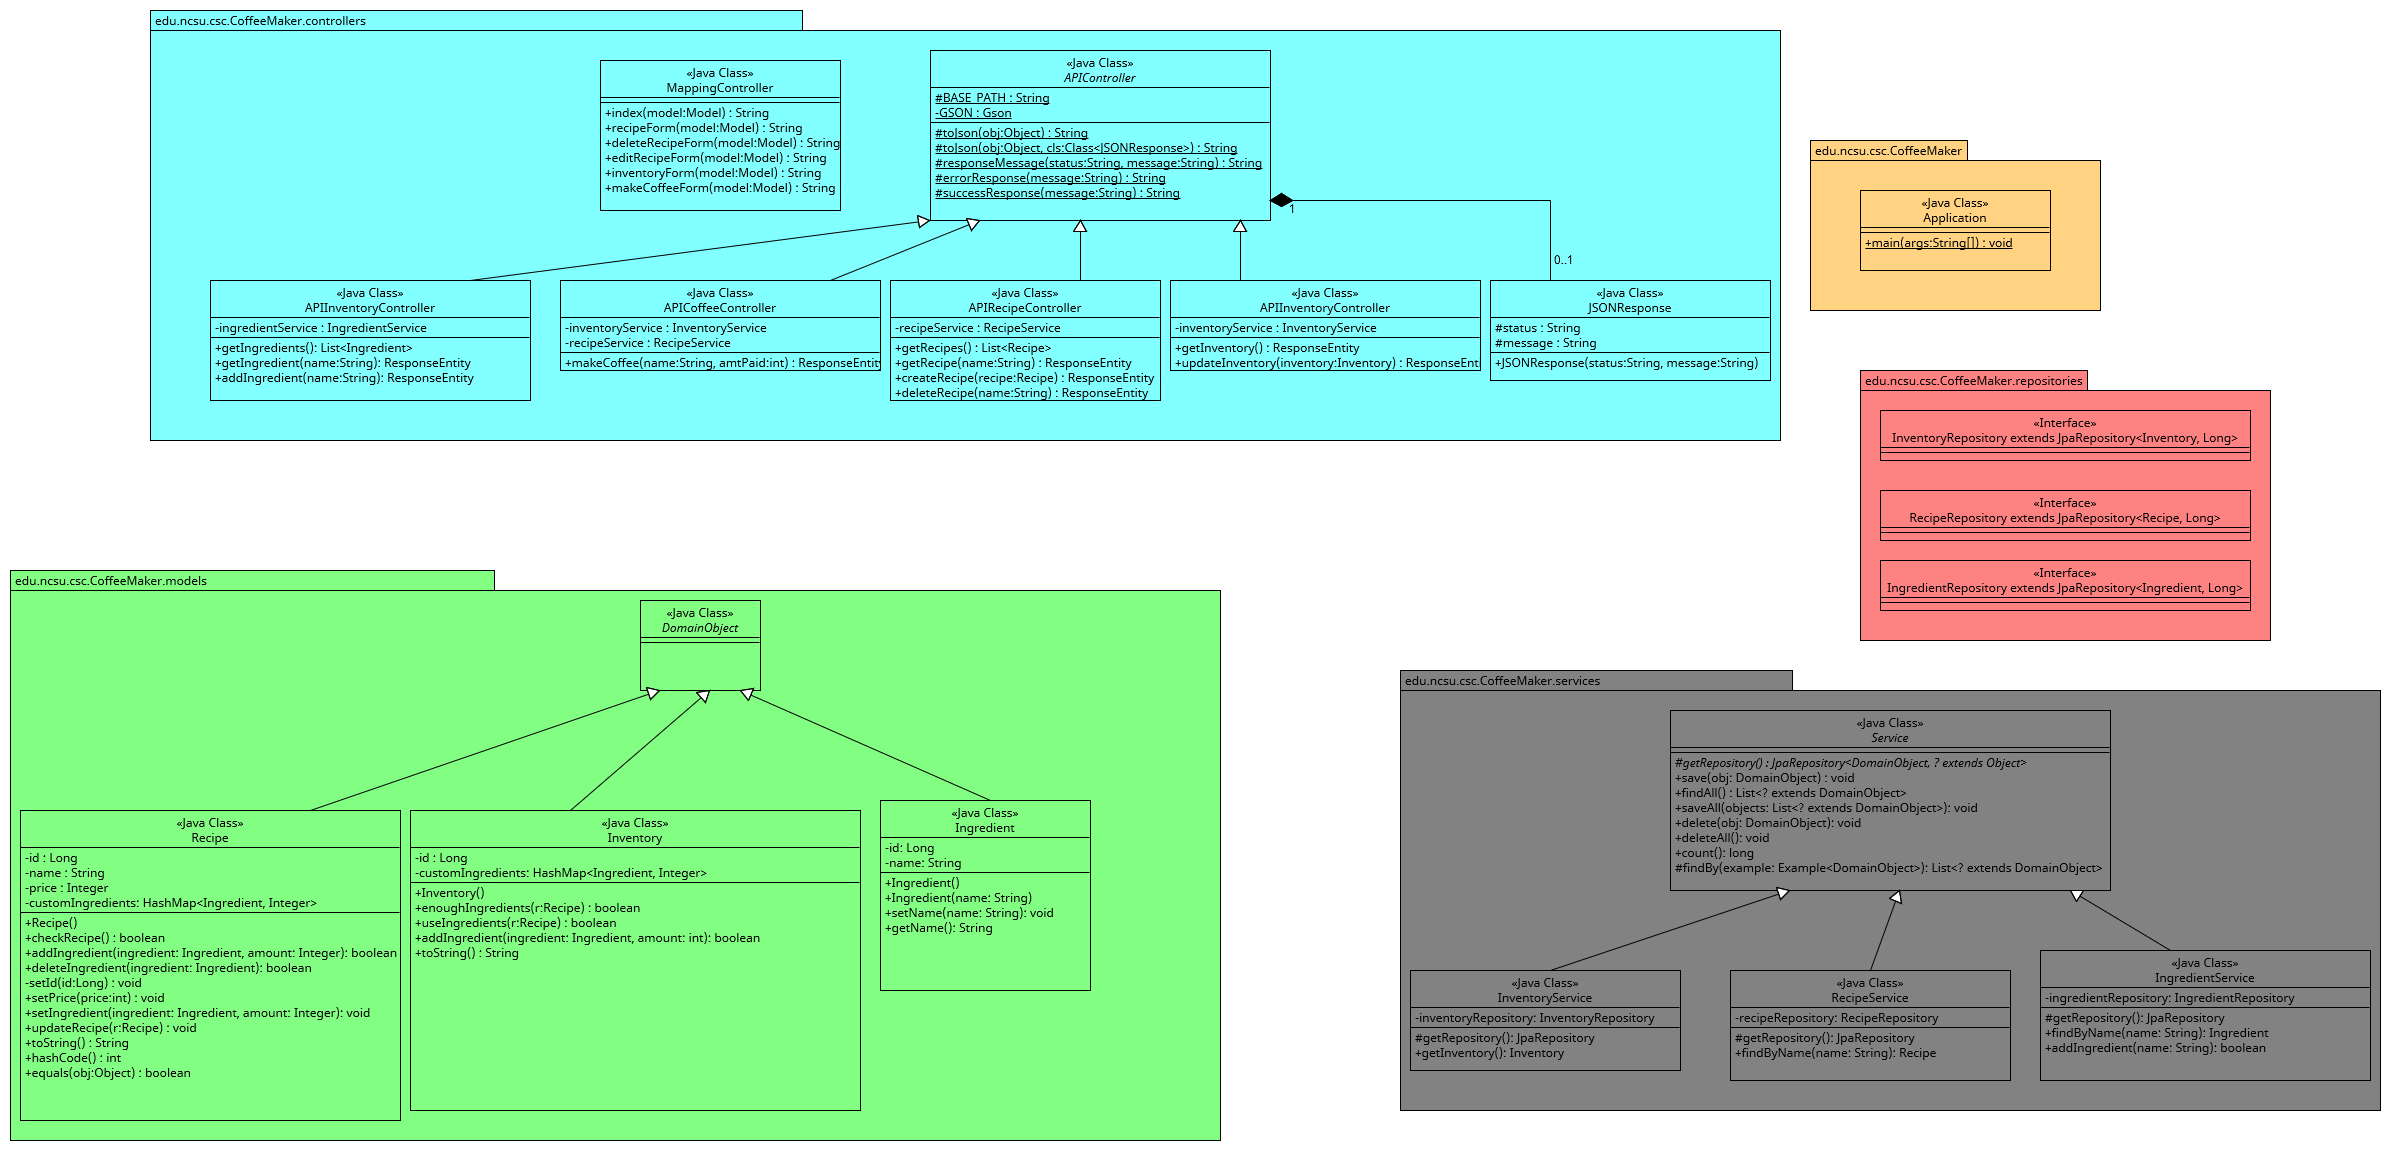 edu.ncsu.csc.CoffeeMaker.controllers
«Java Class»
MappingController
+index(model:Model) : String
+recipeForm(model:Model) : String
+deleteRecipeForm(model:Model) : String
+editRecipeForm(model:Model) : String
+inventoryForm(model:Model) : String
+makeCoffeeForm(model:Model) : String
«Java Class»
APIController
#BASE_PATH : String
-GSON : Gson
#toJson(obj:Object) : String
#toJson(obj:Object, cls:Class<JSONResponse>) : String
#responseMessage(status:String, message:String) : String
#errorResponse(message:String) : String
#successResponse(message:String) : String
1
0..1
«Java Class»
APIInventoryController
-ingredientService : IngredientService
+getIngredients(): List<Ingredient>
+getIngredient(name:String): ResponseEntity
+addIngredient(name:String): ResponseEntity
«Java Class»
APICoffeeController
-inventoryService : InventoryService
-recipeService : RecipeService
+makeCoffee(name:String, amtPaid:int) : ResponseEntit
«Java Class»
APIRecipeController
-recipeService : RecipeService
+getRecipes() : List<Recipe>
+getRecipe(name:String) : ResponseEntity
+createRecipe(recipe:Recipe) : ResponseEntity
+deleteRecipe(name:String) : ResponseEntity
«Java Class»
APIInventoryController
-inventoryService : InventoryService
+getInventory() : ResponseEntity
+updateInventory(inventory:Inventory) : ResponseEnti
«Java Class»
JSONResponse
#status : String
#message : String
+JSONResponse(status:String, message:String)
edu.ncsu.csc.CoffeeMaker
«Java Class»
Application
+main(args:String[]) : void
edu.ncsu.csc.CoffeeMaker.repositories
«Interface»
InventoryRepository extends JpaRepository<Inventory, Long>
«Interface»
RecipeRepository extends JpaRepository<Recipe, Long>
«Interface»
IngredientRepository extends JpaRepository<Ingredient, Long>
edu.ncsu.csc.CoffeeMaker.models
«Java Class»
DomainObject
«Java Class»
Recipe
-id : Long
-name : String
-price : Integer
-customIngredients: HashMap<Ingredient, Integer>
+Recipe()
+checkRecipe() : boolean
+addIngredient(ingredient: Ingredient, amount: Integer): boolean
+deleteIngredient(ingredient: Ingredient): boolean
-setId(id:Long) : void
+setPrice(price:int) : void
+setIngredient(ingredient: Ingredient, amount: Integer): void
+updateRecipe(r:Recipe) : void
+toString() : String
+hashCode() : int
+equals(obj:Object) : boolean
«Java Class»
Inventory
-id : Long
-customIngredients: HashMap<Ingredient, Integer>
+Inventory()
+enoughIngredients(r:Recipe) : boolean
+useIngredients(r:Recipe) : boolean
+addIngredient(ingredient: Ingredient, amount: int): boolean
+toString() : String
«Java Class»
Ingredient
-id: Long
-name: String
+Ingredient()
+Ingredient(name: String)
+setName(name: String): void
+getName(): String
edu.ncsu.csc.CoffeeMaker.services
«Java Class»
Service
#getRepository() : JpaRepository<DomainObject, ? extends Object>
+save(obj: DomainObject) : void
+findAll() : List<? extends DomainObject>
+saveAll(objects: List<? extends DomainObject>): void
+delete(obj: DomainObject): void
+deleteAll(): void
+count(): long
#findBy(example: Example<DomainObject>): List<? extends DomainObject>
«Java Class»
InventoryService
-inventoryRepository: InventoryRepository
#getRepository(): JpaRepository
+getInventory(): Inventory
«Java Class»
RecipeService
-recipeRepository: RecipeRepository
#getRepository(): JpaRepository
+findByName(name: String): Recipe
«Java Class»
IngredientService
-ingredientRepository: IngredientRepository
#getRepository(): JpaRepository
+findByName(name: String): Ingredient
+addIngredient(name: String): boolean